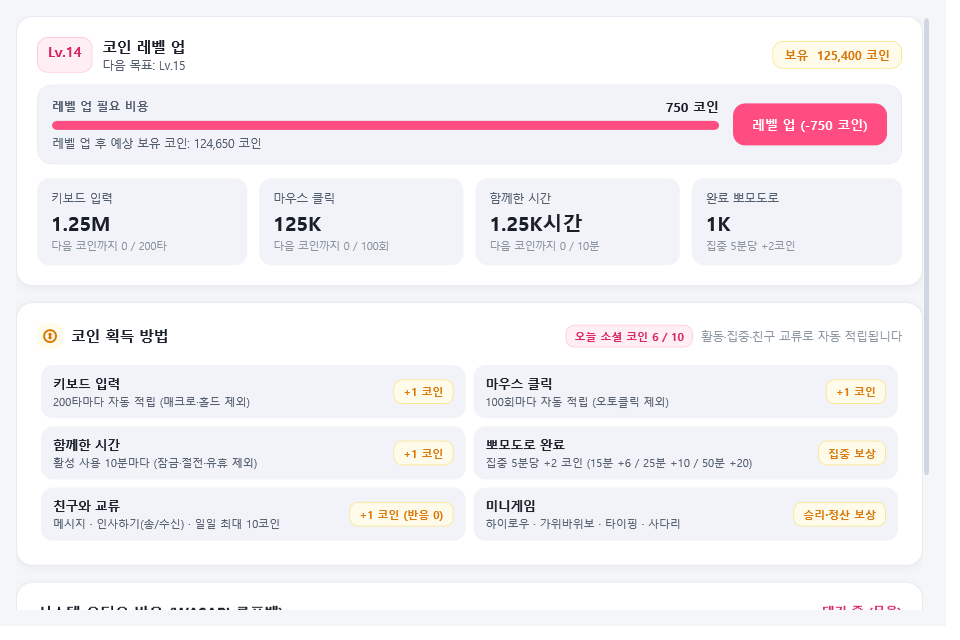 Lv.14
코인 레벨 업
다음 목표: Lv.15
보유 125,400 코인
레벨 업 필요 비용
750 코인
레벨 업 후 예상 보유 코인: 124,650 코인
레벨 업 (-750 코인)
키보드 입력
1.25M
다음 코인까지 0 / 200타
마우스 클릭
125K
다음 코인까지 0 / 100회
함께한 시간
1.25K시간
다음 코인까지 0 / 10분
완료 뽀모도로
1K
집중 5분당 +2코인
코인 획득 방법
오늘 소셜 코인 6 / 10
활동·집중·친구 교류로 자동 적립됩니다
키보드 입력
200타마다 자동 적립 (매크로·홀드 제외)
+1 코인
마우스 클릭
100회마다 자동 적립 (오토클릭 제외)
+1 코인
함께한 시간
활성 사용 10분마다 (잠금·절전·유휴 제외)
+1 코인
뽀모도로 완료
집중 5분당 +2 코인 (15분 +6 / 25분 +10 / 50분 +20)
집중 보상
친구와 교류
메시지 · 인사하기(송/수신) · 일일 최대 10코인
+1 코인 (반응 0)
미니게임
하이로우 · 가위바위보 · 타이핑 · 사다리
승리·정산 보상